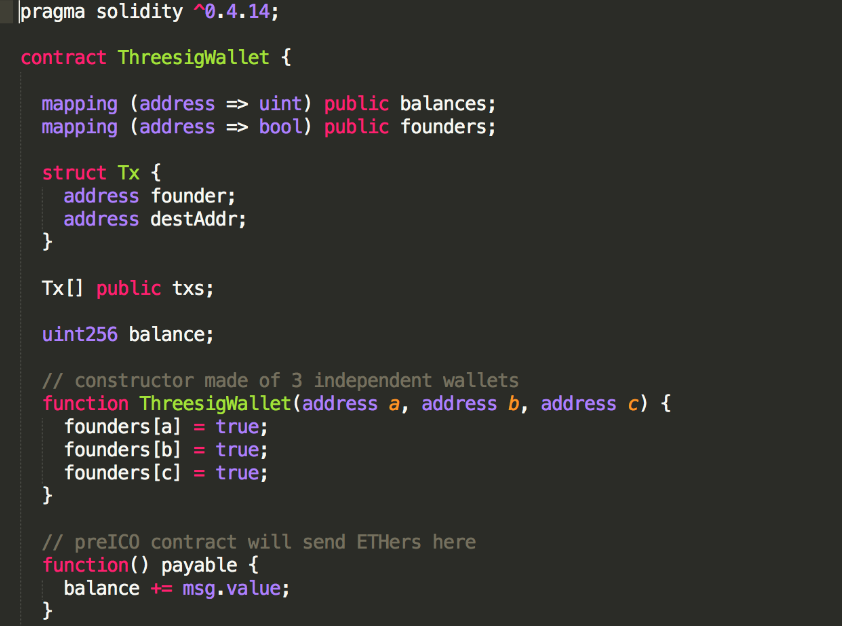 pragma solidity ^0.4.14;
contract ThreesigWallet {
mapping (address => uint) public balances;
mapping (address => bool) public founders;
struct Tx {
address founder;
address destAddr;
}
Tx[] public txs;
uint256 balance;
// constructor made of 3 independent wallets
function ThreesigWallet(address a, address b, address c) {
founders[a] = true;
founders[b] = true;
founders[c] = true;
}
// preICO contract will send ETHers here
function() payable {
balance += msg.value;
}